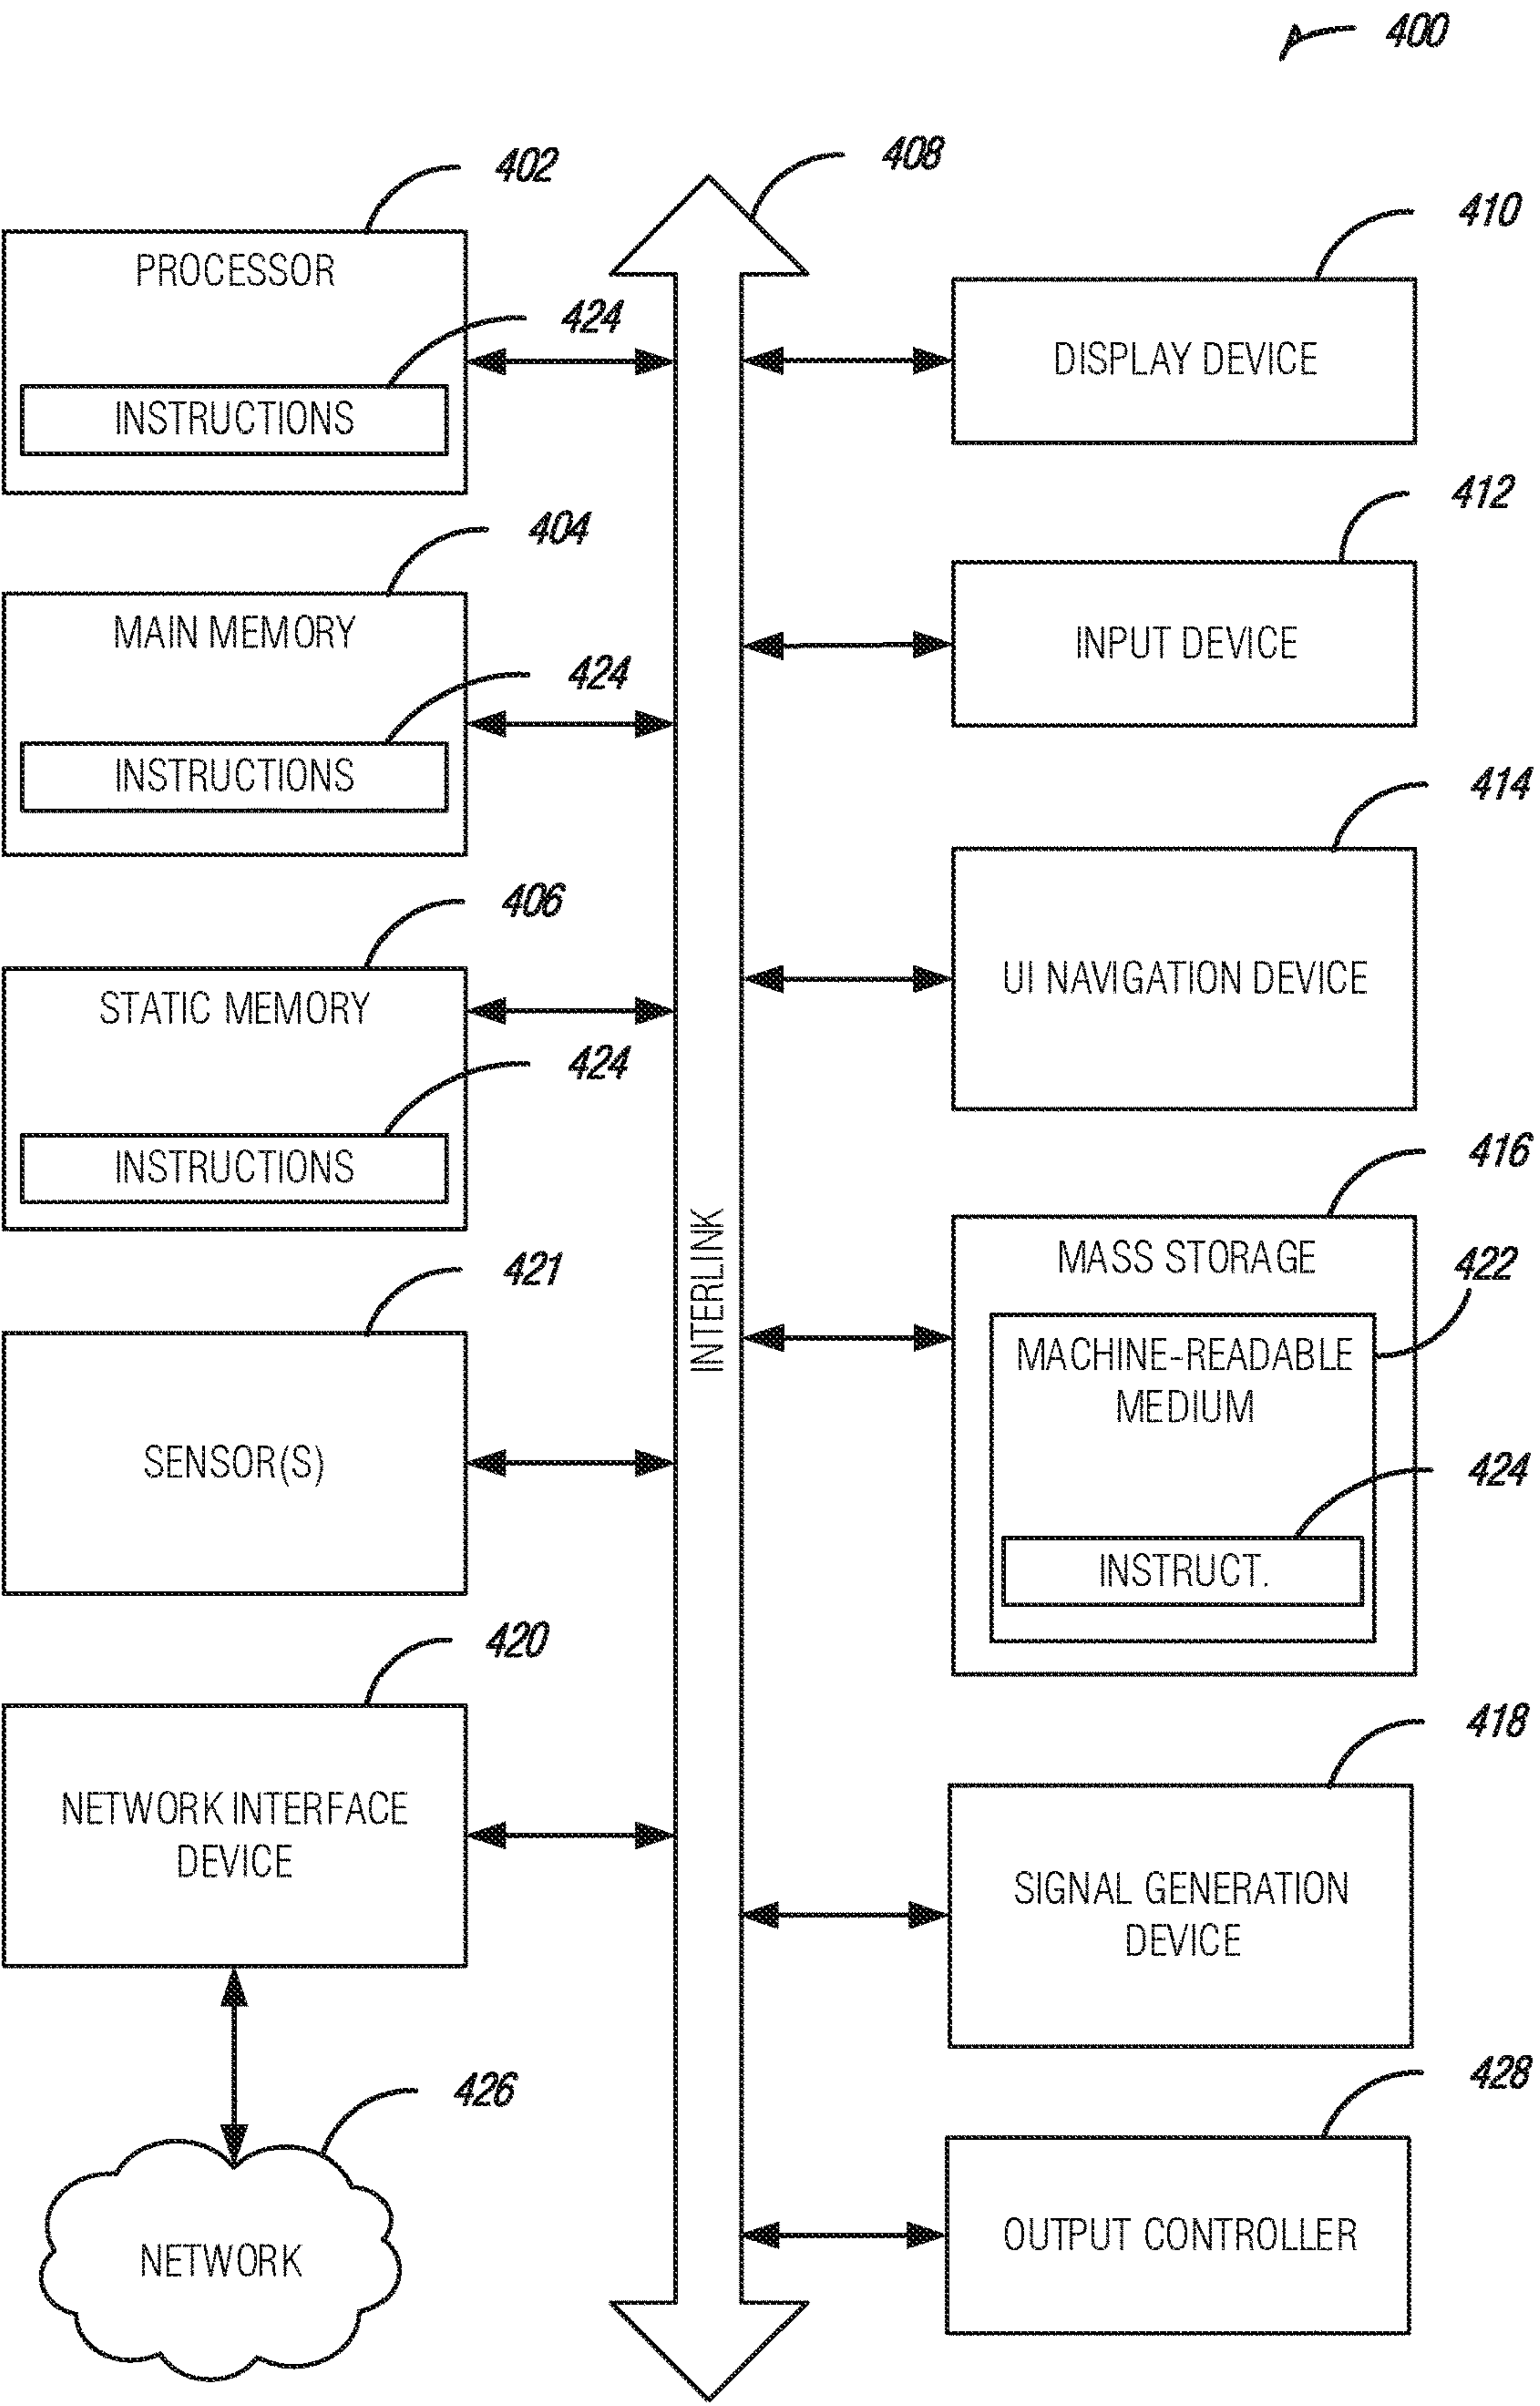 400
402
PROCESSOR
424
INSTRUCTIONS
404
MAIN MEMORY
424
INSTRUCTIONS
406
STATIC MEMORY
424
INSTRUCTIONS
421
SENSOR(S)
420
NETWORK INTERFACE
DEVICE
426
NETWORK
408
INTERLINK
410
DISPLAY DEVICE
412
INPUT DEVICE
414
UI NAVIGATION DEVICE
416
MASS STORAGE
422
MACHINE-READABLE
MEDIUM
424
INSTRUCT.
418
SIGNAL GENERATION
DEVICE
428
OUTPUT CONTROLLER